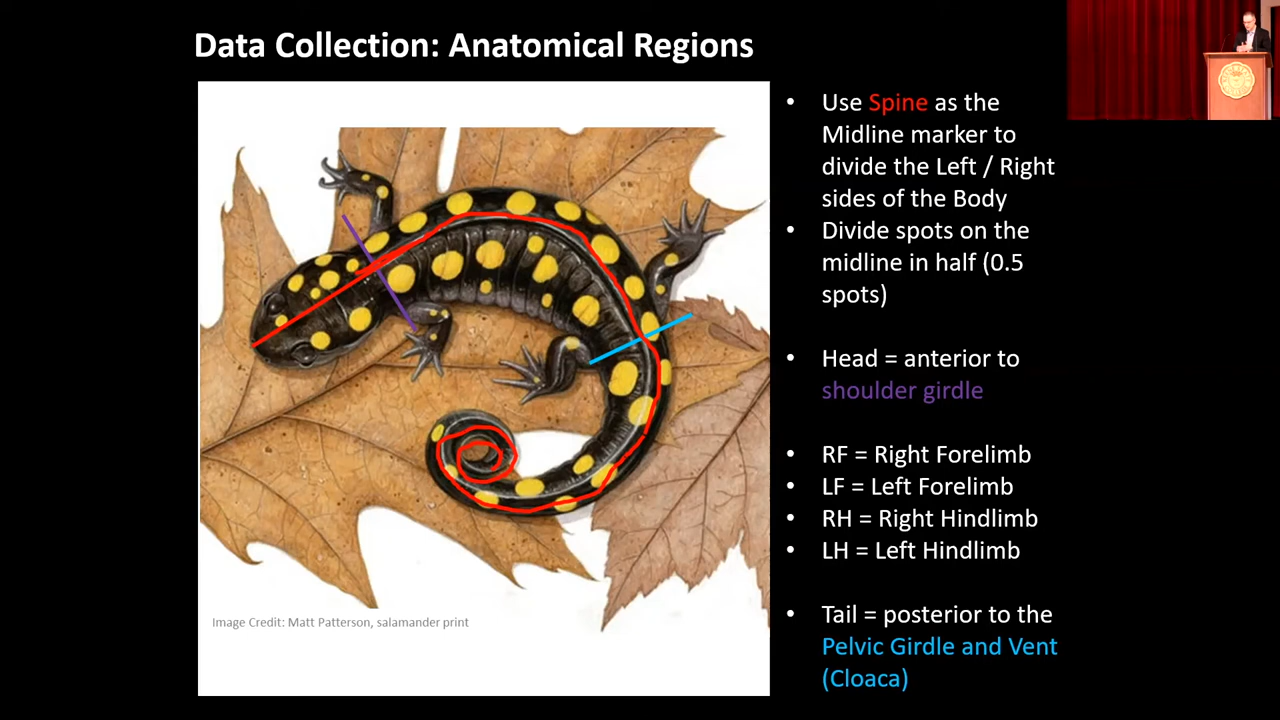 Data Collection: Anatomical Regions
• Use Spine as the
Midline marker to
divide the Left / Right
sides of the Body
• Divide spots on the
midline in half (0.5
spots)
• Head = anterior to
shoulder girdle
• RF = Right Forelimb
• LF = Left Forelimb
• RH = Right Hindlimb
• LH = Left Hindlimb
• Tail = posterior to the
Pelvic Girdle and Vent
(Cloaca)
Image Credit: Matt Patterson, salamander print